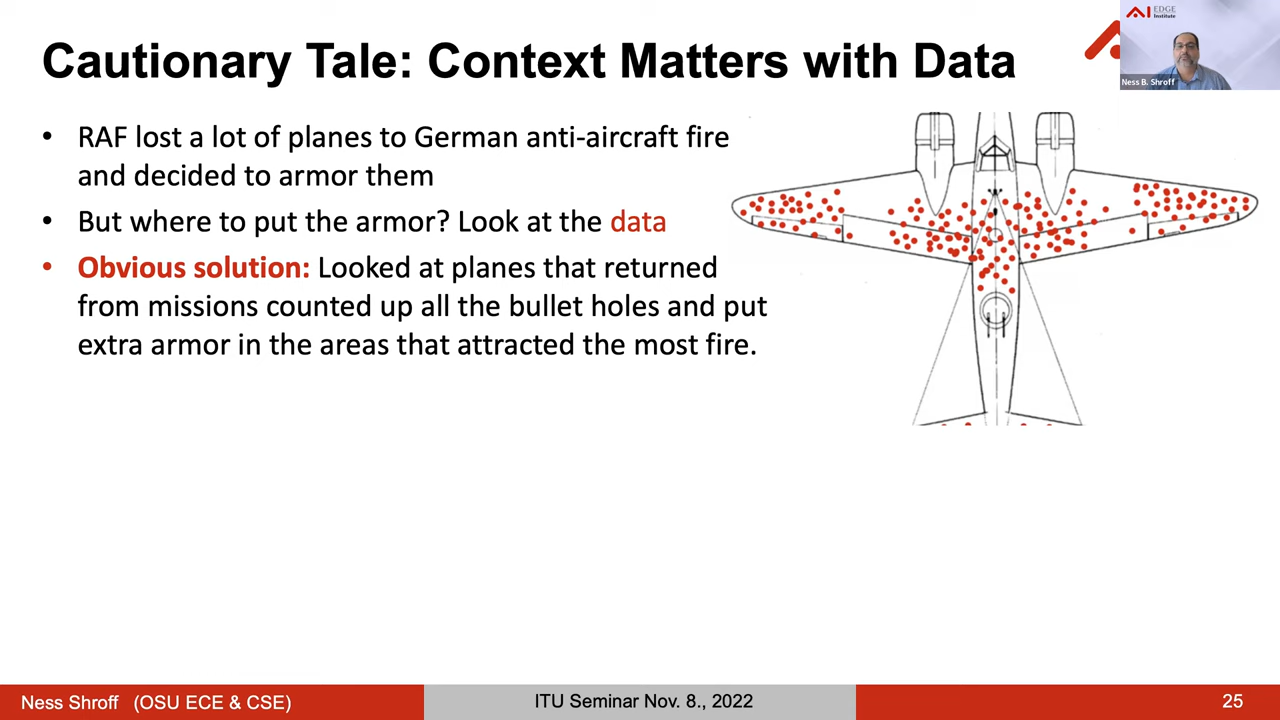 Cautionary Tale: Context Matters with Data
AI EDGE
Institute
Ness B. Shroff
• RAF lost a lot of planes to German anti-aircraft fire
and decided to armor them
• But where to put the armor? Look at the data
• Obvious solution: Looked at planes that returned
from missions counted up all the bullet holes and put
extra armor in the areas that attracted the most fire.
Ness Shroff (OSU ECE & CSE)
ITU Seminar Nov. 8., 2022
25